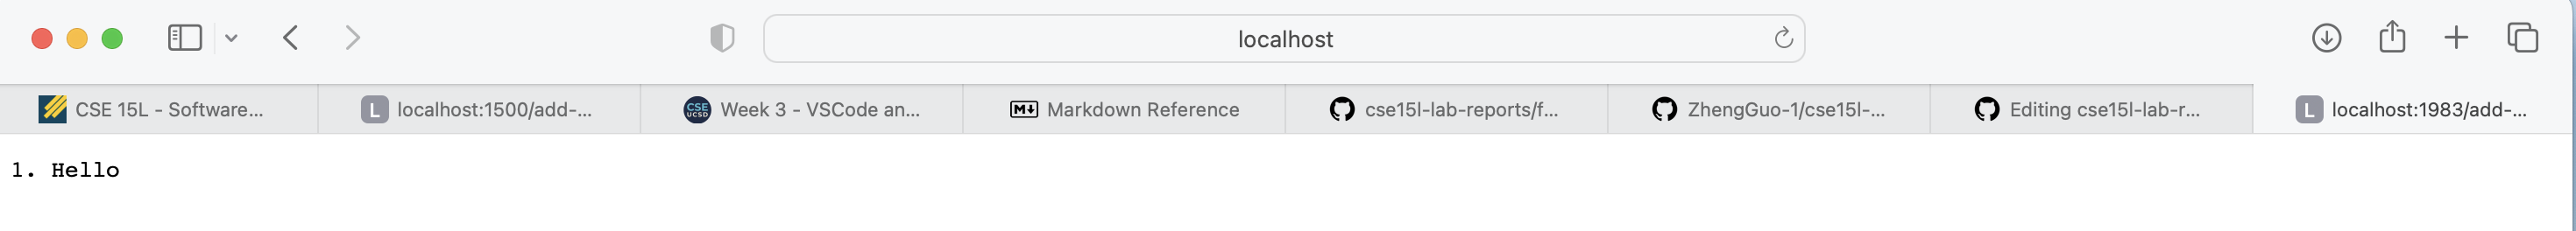 localhost
CSE 15L - Software...
L localhost:1500/add-...
CSE UCSD Week 3 - VSCode an...
M Markdown Reference
cse15l-lab-reports/f...
ZhengGuo-1/cse15l-...
Editing cse15l-lab-r...
L localhost:1983/add-...
1. Hello